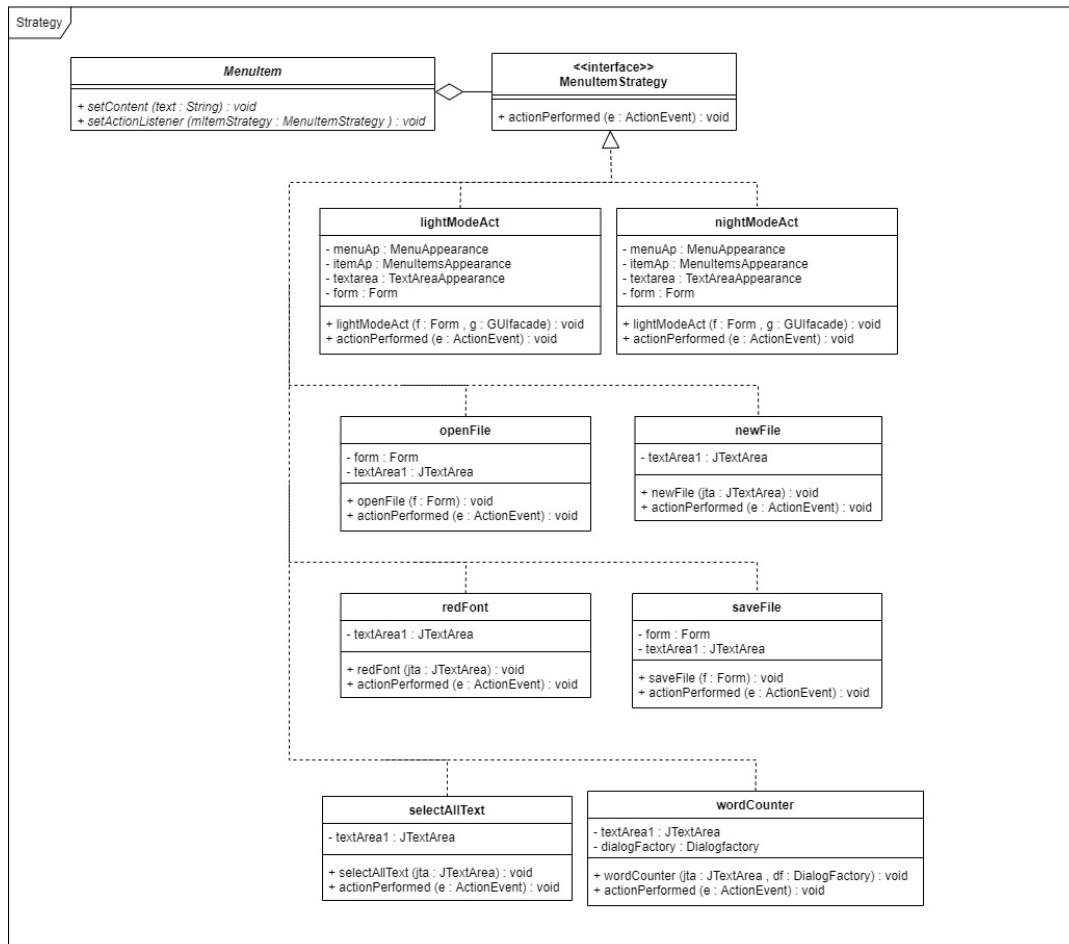 Strategy
MenuItem
+ setContent (text : String) : void
+ setActionListener (mItemStrategy : MenuItemStrategy ) : void
<<interface>>
MenuItemStrategy
+ actionPerformed (e : ActionEvent) : void
lightModeAct
- menuAp : MenuAppearance
- itemAp : MenuItemsAppearance
- textarea : TextAreaAppearance
- form : Form
+ lightModeAct (f : Form , g : GUIfacade) : void
+ actionPerformed (e : ActionEvent) : void
nightModeAct
- menuAp : MenuAppearance
- itemAp : MenuItemsAppearance
- textarea : TextAreaAppearance
- form : Form
+ lightModeAct (f : Form , g : GUIfacade) : void
+ actionPerformed (e : ActionEvent) : void
openFile
- form : Form
- textArea1 : JTextArea
+ openFile (f : Form) : void
+ actionPerformed (e : ActionEvent) : void
newFile
- textArea1 : JTextArea
+ newFile (jta : JTextArea) : void
+ actionPerformed (e : ActionEvent) : void
redFont
- textArea1 : JTextArea
+ redFont (jta : JTextArea) : void
+ actionPerformed (e : ActionEvent) : void
saveFile
- form : Form
- textArea1 : JTextArea
+ saveFile (f : Form) : void
+ actionPerformed (e : ActionEvent) : void
selectAllText
- textArea1 : JTextArea
+ selectAllText (jta : JTextArea) : void
+ actionPerformed (e : ActionEvent) : void
wordCounter
- textArea1 : JTextArea
- dialogFactory : Dialogfactory
+ wordCounter (jta : JTextArea , df : DialogFactory) : void
+ actionPerformed (e : ActionEvent) : void